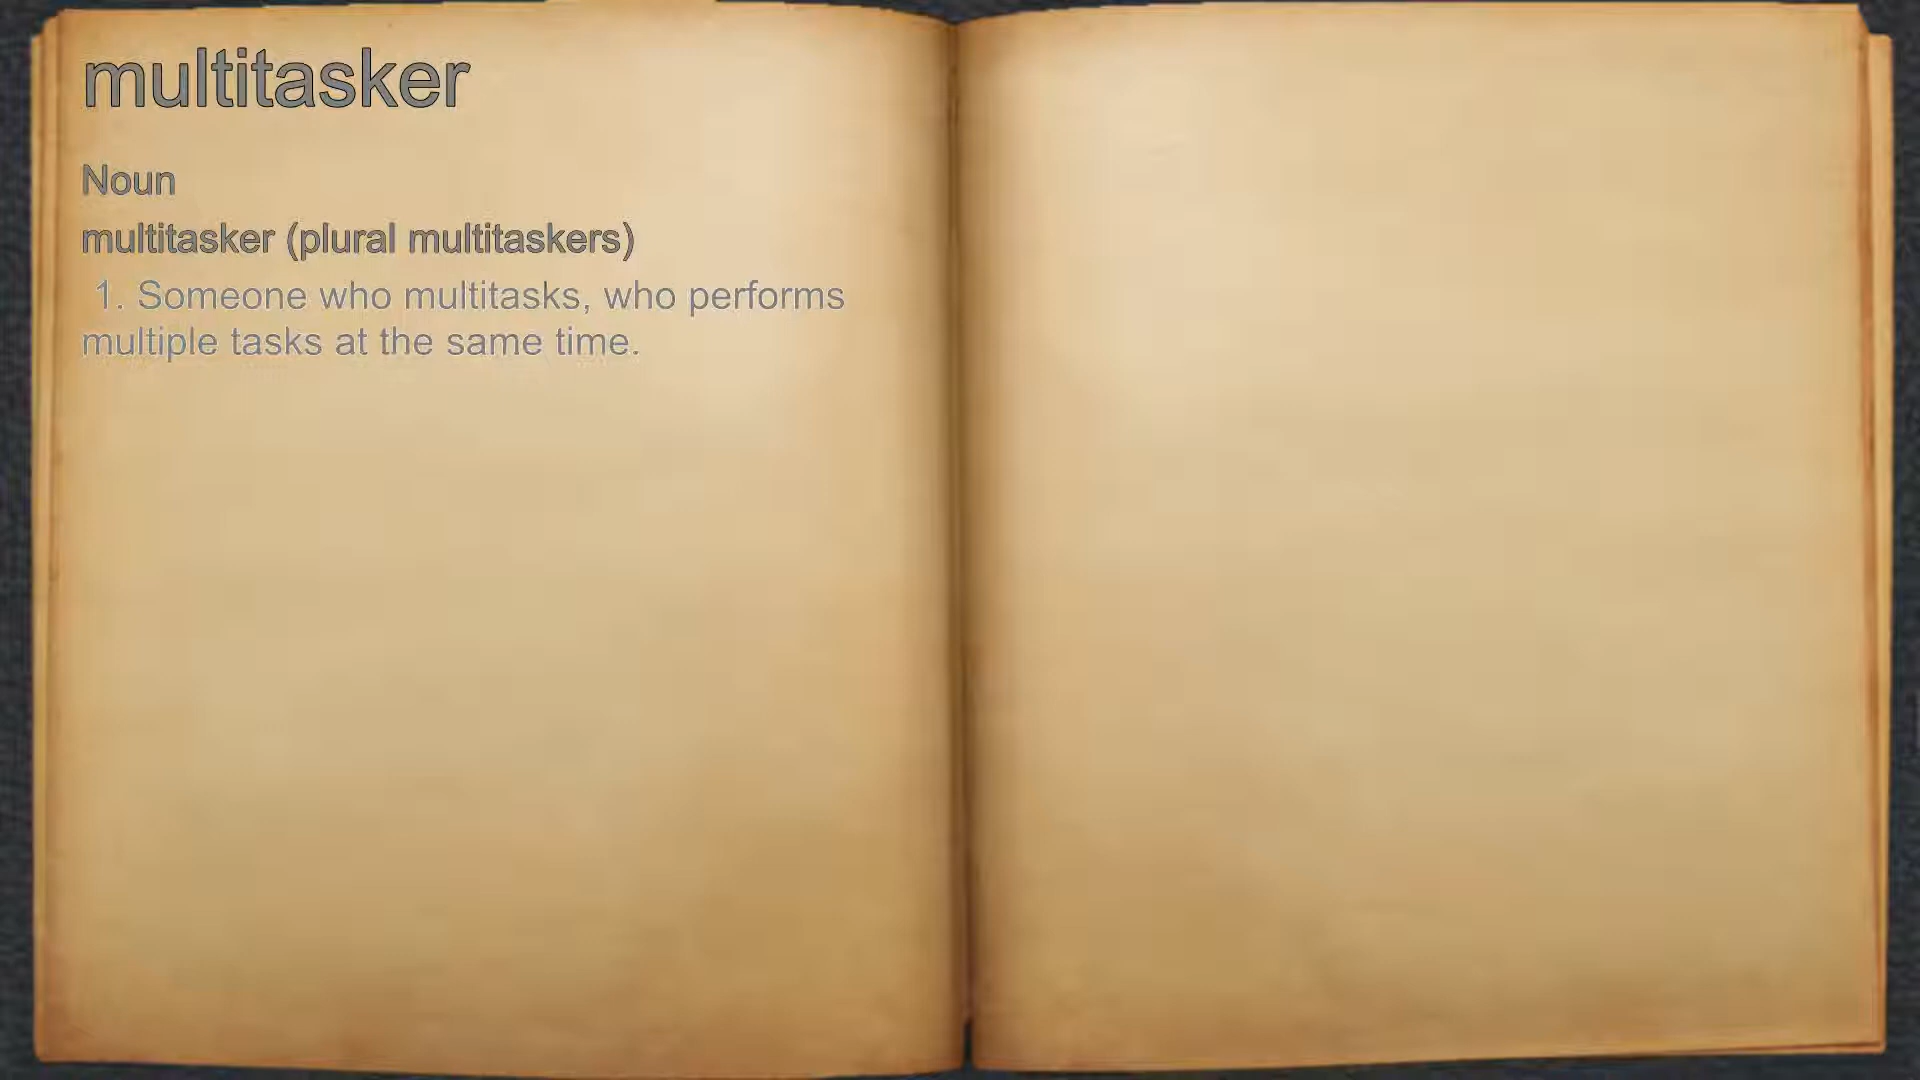 multitasker
Noun
multitasker (plural multitaskers)
1. Someone who multitasks, who performs
multiple tasks at the same time.